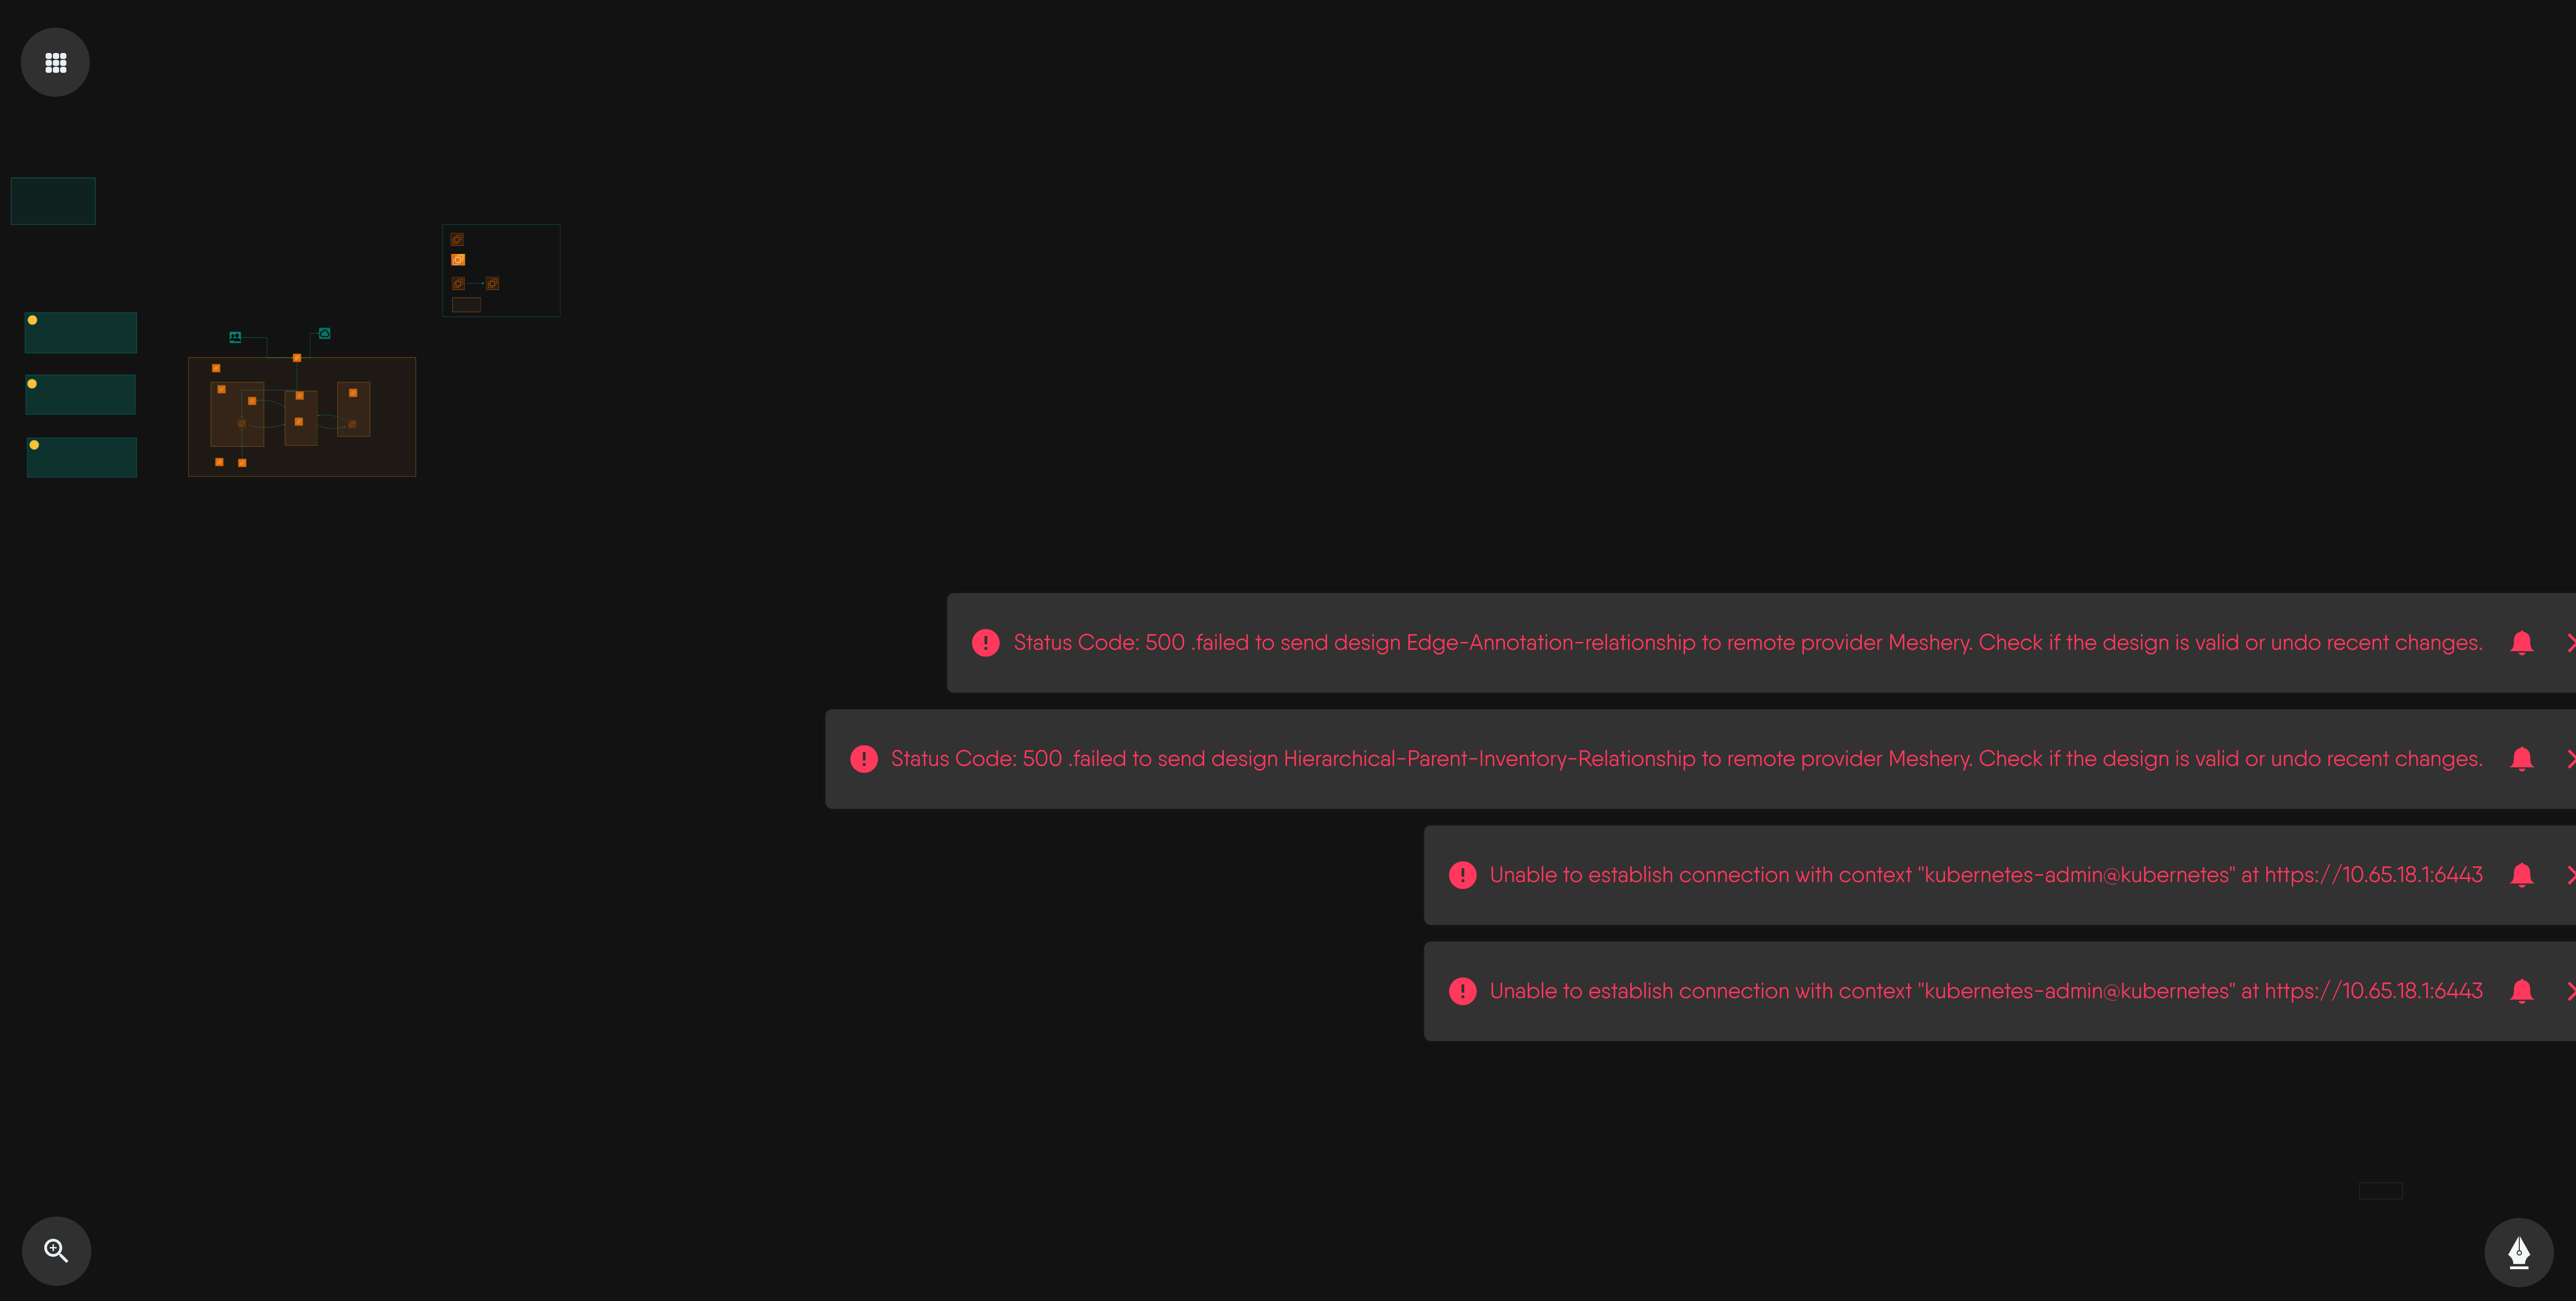 Status Code: 500 .failed to send design Edge-Annotation-relationship to remote provider Meshery. Check if the design is valid or undo recent changes.
Status Code: 500 .failed to send design Hierarchical-Parent-Inventory-Relationship to remote provider Meshery. Check if the design is valid or undo recent changes.
Unable to establish connection with context "kubernetes-admin@kubernetes" at https://10.65.18.1:6443
Unable to establish connection with context "kubernetes-admin@kubernetes" at https://10.65.18.1:6443